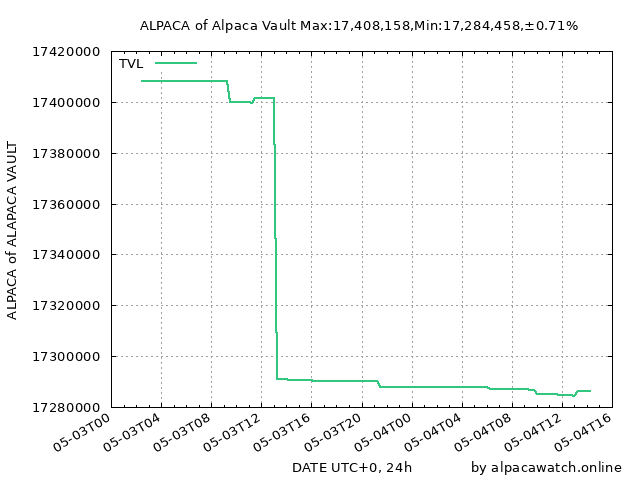 ALPACA of Alpaca Vault Max:17,408,158,Min:17,284,458,±0.71%
TVL
17420000
17400000
17380000
17360000
17340000
17320000
17300000
17280000
ALPACA of ALAPACA VAULT
05-03T00
05-03T04
05-03T08
05-03T12
05-03T16
05-03T20
05-04T00
05-04T04
05-04T08
05-04T12
05-04T16
DATE UTC+0, 24h
by alpacawatch.online